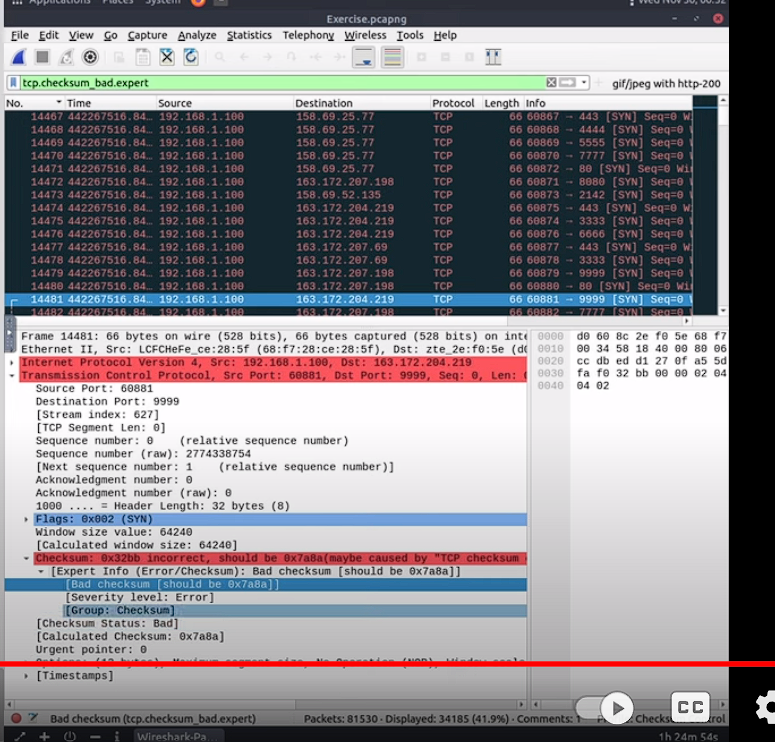 Applications Places System Wed Nov 30, 00:32
Exercise.pcapng
File Edit View Go Capture Analyze Statistics Telephony Wireless Tools Help
tcp.checksum_bad.expert gif/jpeg with http-200
No. Time Source Destination Protocol Length Info
14467 442267516.84… 192.168.1.100 158.69.25.77 TCP 66 60867 → 443 [SYN] Seq=0 Wi
14468 442267516.84… 192.168.1.100 158.69.25.77 TCP 66 60868 → 4444 [SYN] Seq=0
14469 442267516.84… 192.168.1.100 158.69.25.77 TCP 66 60869 → 5555 [SYN] Seq=0
14470 442267516.84… 192.168.1.100 158.69.25.77 TCP 66 60870 → 7777 [SYN] Seq=0
14471 442267516.84… 192.168.1.100 158.69.25.77 TCP 66 60872 → 80 [SYN] Seq=0 Wi
14472 442267516.84… 192.168.1.100 163.172.207.198 TCP 66 60871 → 8080 [SYN] Seq=0
14473 442267516.84… 192.168.1.100 158.69.52.135 TCP 66 60873 → 2142 [SYN] Seq=0
14474 442267516.84… 192.168.1.100 163.172.204.219 TCP 66 60875 → 443 [SYN] Seq=0 W
14475 442267516.84… 192.168.1.100 163.172.204.219 TCP 66 60874 → 3333 [SYN] Seq=0
14476 442267516.84… 192.168.1.100 163.172.204.219 TCP 66 60876 → 6666 [SYN] Seq=0
14477 442267516.84… 192.168.1.100 163.172.207.69 TCP 66 60877 → 443 [SYN] Seq=0 W
14478 442267516.84… 192.168.1.100 163.172.207.69 TCP 66 60878 → 3333 [SYN] Seq=0
14479 442267516.84… 192.168.1.100 163.172.207.198 TCP 66 60879 → 9999 [SYN] Seq=0
14480 442267516.84… 192.168.1.100 163.172.207.198 TCP 66 60880 → 80 [SYN] Seq=0 Wi
14481 442267516.84… 192.168.1.100 163.172.204.219 TCP 66 60881 → 9999 [SYN] Seq=0
14482 442267516.84… 192.168.1.100 163.172.207.69 TCP 66 60882 → 7777 [SYN] Seq=0
Frame 14481: 66 bytes on wire (528 bits), 66 bytes captured (528 bits) on inte
Ethernet II, Src: LCFCHeFe_ce:28:5f (68:f7:28:ce:28:5f), Dst: zte_2e:f0:5e (d0
Internet Protocol Version 4, Src: 192.168.1.100, Dst: 163.172.204.219
Transmission Control Protocol, Src Port: 60881, Dst Port: 9999, Seq: 0, Len: 0
Source Port: 60881
Destination Port: 9999
[Stream index: 627]
[TCP Segment Len: 0]
Sequence number: 0 (relative sequence number)
Sequence number (raw): 2774338754
[Next sequence number: 1 (relative sequence number)]
Acknowledgment number: 0
Acknowledgment number (raw): 0
1000 .... = Header Length: 32 bytes (8)
Flags: 0x002 (SYN)
Window size value: 64240
[Calculated window size: 64240]
Checksum: 0x32bb incorrect, should be 0x7a8a(maybe caused by "TCP checksum
[Expert Info (Error/Checksum): Bad checksum [should be 0x7a8a]]
[Bad checksum [should be 0x7a8a]]
[Severity level: Error]
[Group: Checksum]
[Checksum Status: Bad]
[Calculated Checksum: 0x7a8a]
Urgent pointer: 0
[Timestamps]
0000 d0 60 8c 2e f0 5e 68 f7
0010 00 34 58 18 40 00 80 06
0020 cc db ed d1 27 0f a5 5d
0030 fa f0 32 bb 00 00 02 04
0040 04 02
CC
Bad checksum (tcp.checksum_bad.expert) Packets: 81530 · Displayed: 34185 (41.9%) · Comments: 1
Wireshark-Pa... 1h 24m 54s